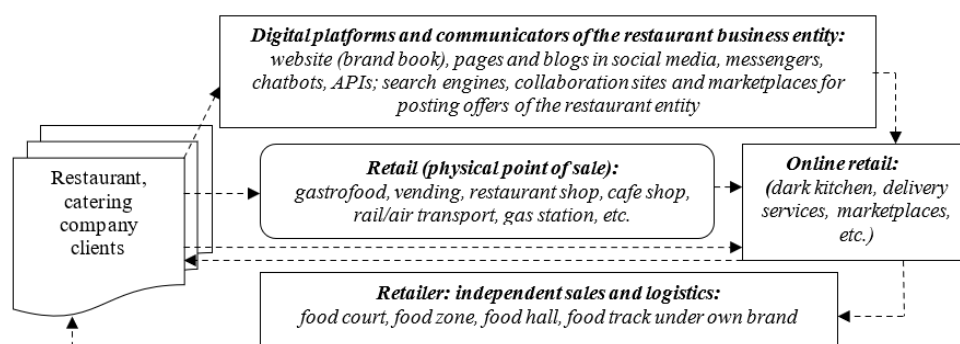 Digital platforms and communicators of the restaurant business entity:
website (brand book), pages and blogs in social media, messengers,
chatbots, APIs; search engines, collaboration sites and marketplaces for
posting offers of the restaurant entity
Restaurant,
catering
company
clients
Retail (physical point of sale):
gastrofood, vending, restaurant shop, cafe shop,
rail/air transport, gas station, etc.
Online retail:
(dark kitchen, delivery
services, marketplaces,
etc.)
Retailer: independent sales and logistics:
food court, food zone, food hall, food track under own brand